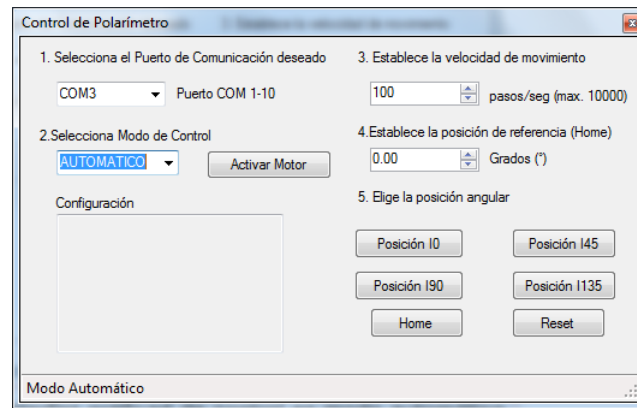 Control de Polarímetro
1. Selecciona el Puerto de Comunicación deseado
COM3
Puerto COM 1-10
2.Selecciona Modo de Control
AUTOMATICO
Activar Motor
Configuración
3. Establece la velocidad de movimiento
100
pasos/seg (max. 10000)
4.Establece la posición de referencia (Home)
0.00
Grados (°)
5. Elige la posición angular
Posición I0
Posición I45
Posición I90
Posición I135
Home
Reset
Modo Automático